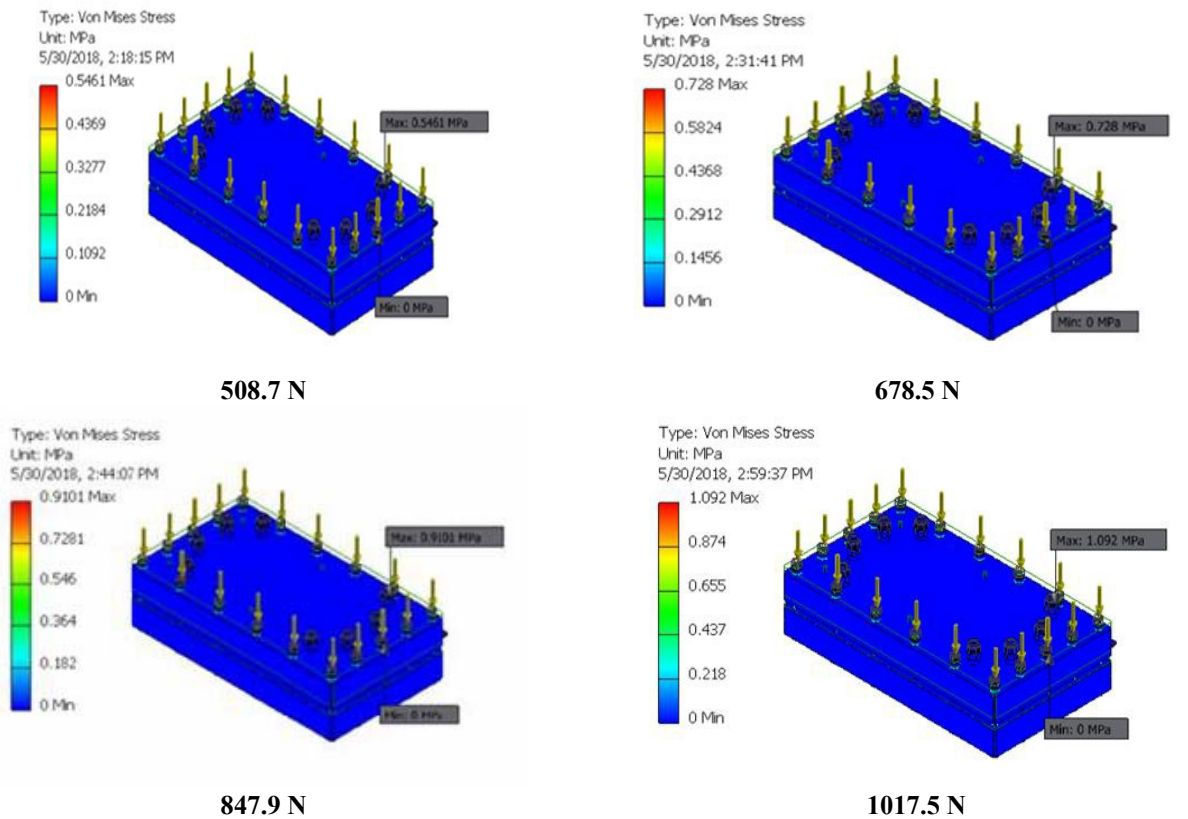 Type: Von Mises Stress
Unit: MPa
5/30/2018, 2:18:15 PM
0.5461 Max
0.4369
0.3277
0.2184
0.1092
0 Min
Max: 0.5461 MPa
Min: 0 MPa
508.7 N
Type: Von Mises Stress
Unit: MPa
5/30/2018, 2:31:41 PM
0.728 Max
0.5824
0.4368
0.2912
0.1456
0 Min
Max: 0.728 MPa
Min: 0 MPa
678.5 N
Type: Von Mises Stress
Unit: MPa
5/30/2018, 2:44:07 PM
0.9101 Max
0.7281
0.546
0.364
0.182
0 Min
Max: 0.9101 MPa
Min: 0 MPa
847.9 N
Type: Von Mises Stress
Unit: MPa
5/30/2018, 2:59:37 PM
1.092 Max
0.874
0.655
0.437
0.218
0 Min
Max: 1.092 MPa
Min: 0 MPa
1017.5 N